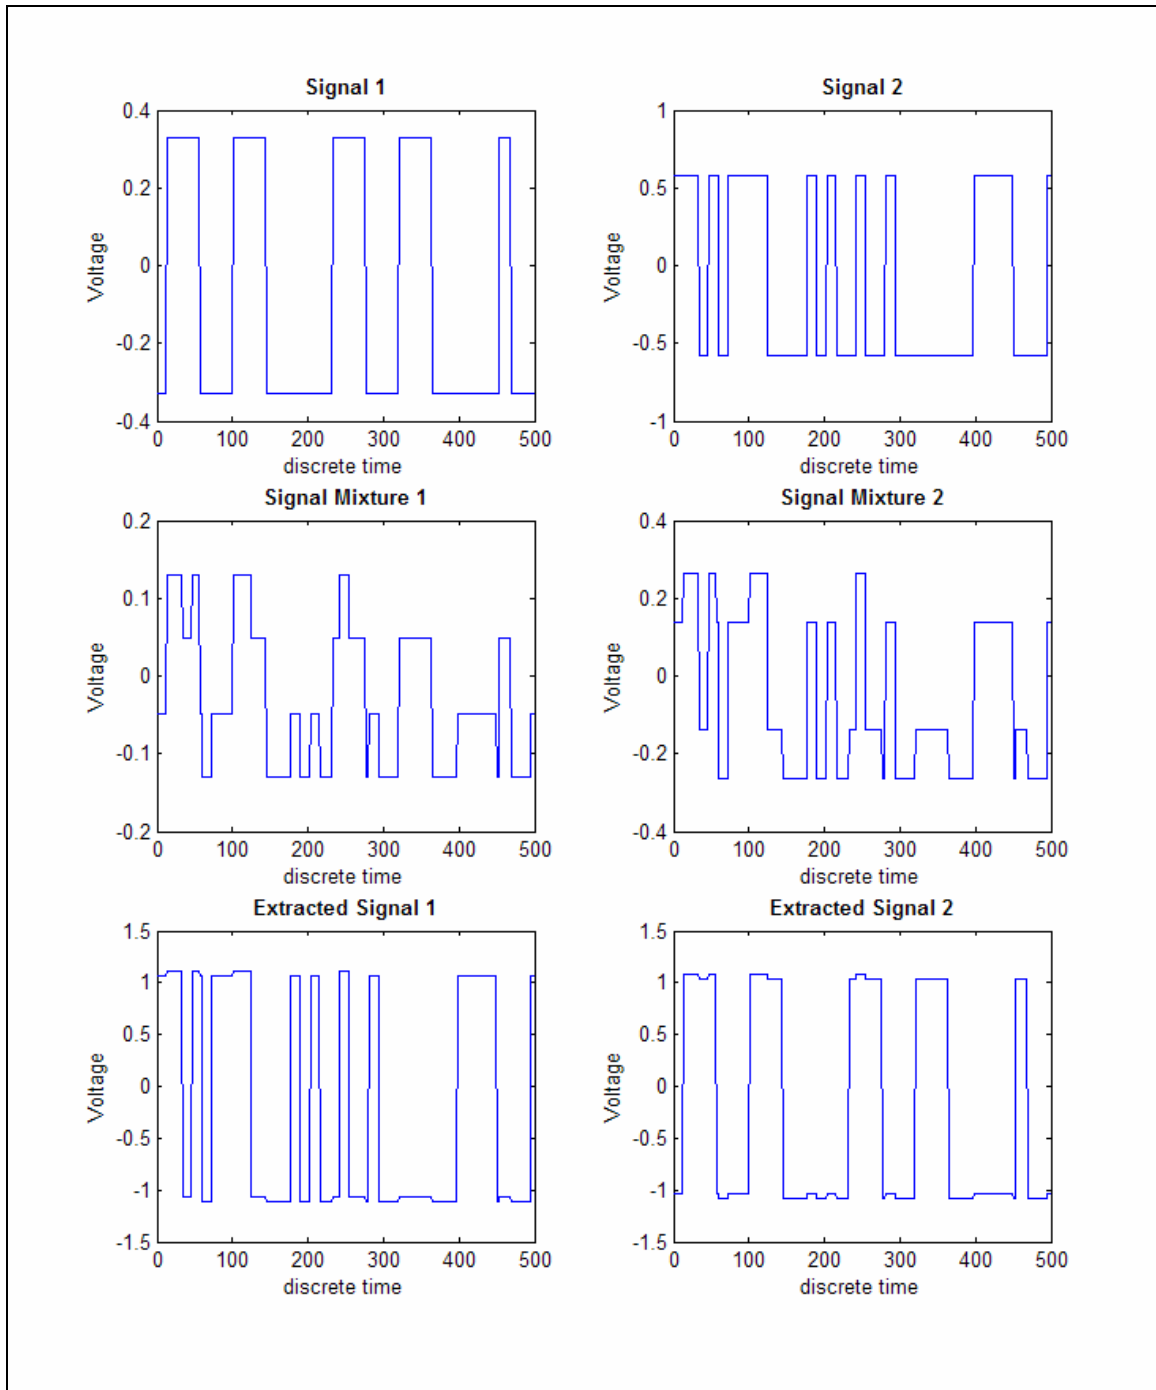 Signal 1
Signal 2
0.4
0.2
0
-0.2
-0.4
Voltage
0 100 200 300 400 500
discrete time
1
0.5
0
-0.5
-1
Voltage
0 100 200 300 400 500
discrete time
Signal Mixture 1
Signal Mixture 2
0.2
0.1
0
-0.1
-0.2
Voltage
0 100 200 300 400 500
discrete time
0.4
0.2
0
-0.2
-0.4
Voltage
0 100 200 300 400 500
discrete time
Extracted Signal 1
Extracted Signal 2
1.5
1
0.5
0
-0.5
-1
-1.5
Voltage
0 100 200 300 400 500
discrete time
1.5
1
0.5
0
-0.5
-1
-1.5
Voltage
0 100 200 300 400 500
discrete time